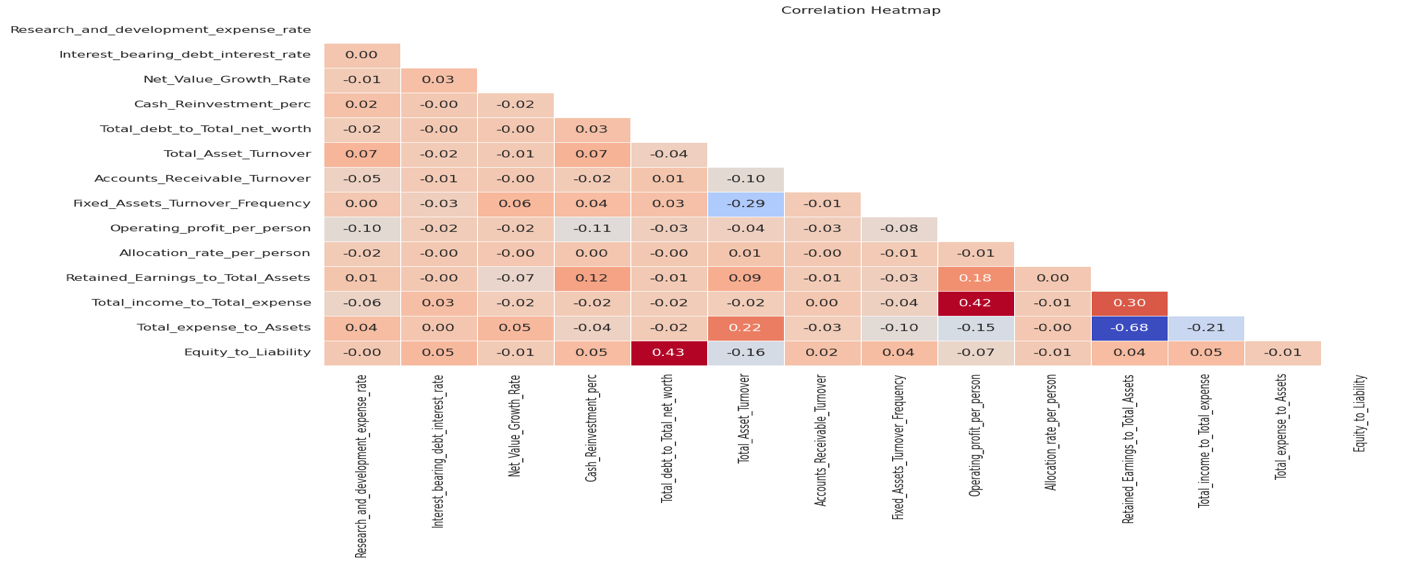 Correlation Heatmap
Research_and_development_expense_rate
Interest_bearing_debt_interest_rate 0.00
Net_Value_Growth_Rate -0.01 0.03
Cash_Reinvestment_perc 0.02 -0.00 -0.02
Total_debt_to_Total_net_worth -0.02 -0.00 -0.00 0.03
Total_Asset_Turnover 0.07 -0.02 -0.01 0.07 -0.04
Accounts_Receivable_Turnover -0.05 -0.01 -0.00 -0.02 0.01 -0.10
Fixed_Assets_Turnover_Frequency 0.00 -0.03 0.06 0.04 0.03 -0.29 -0.01
Operating_profit_per_person -0.10 -0.02 -0.02 -0.11 -0.03 -0.04 -0.03 -0.08
Allocation_rate_per_person -0.02 -0.00 -0.00 0.00 -0.00 0.01 -0.00 -0.01 -0.01
Retained_Earnings_to_Total_Assets 0.01 -0.00 -0.07 0.12 -0.01 0.09 -0.01 -0.03 0.18 0.00
Total_income_to_Total_expense -0.06 0.03 -0.02 -0.02 -0.02 -0.02 0.00 -0.04 0.42 -0.01 0.30
Total_expense_to_Assets 0.04 0.00 0.05 -0.04 -0.02 0.22 -0.03 -0.10 -0.15 -0.00 -0.68 -0.21
Equity_to_Liability -0.00 0.05 -0.01 0.05 0.43 -0.16 0.02 0.04 -0.07 -0.01 0.04 0.05 -0.01
Research_and_development_expense_rate
Interest_bearing_debt_interest_rate
Net_Value_Growth_Rate
Cash_Reinvestment_perc
Total_debt_to_Total_net_worth
Total_Asset_Turnover
Accounts_Receivable_Turnover
Fixed_Assets_Turnover_Frequency
Operating_profit_per_person
Allocation_rate_per_person
Retained_Earnings_to_Total_Assets
Total_income_to_Total_expense
Total_expense_to_Assets
Equity_to_Liability